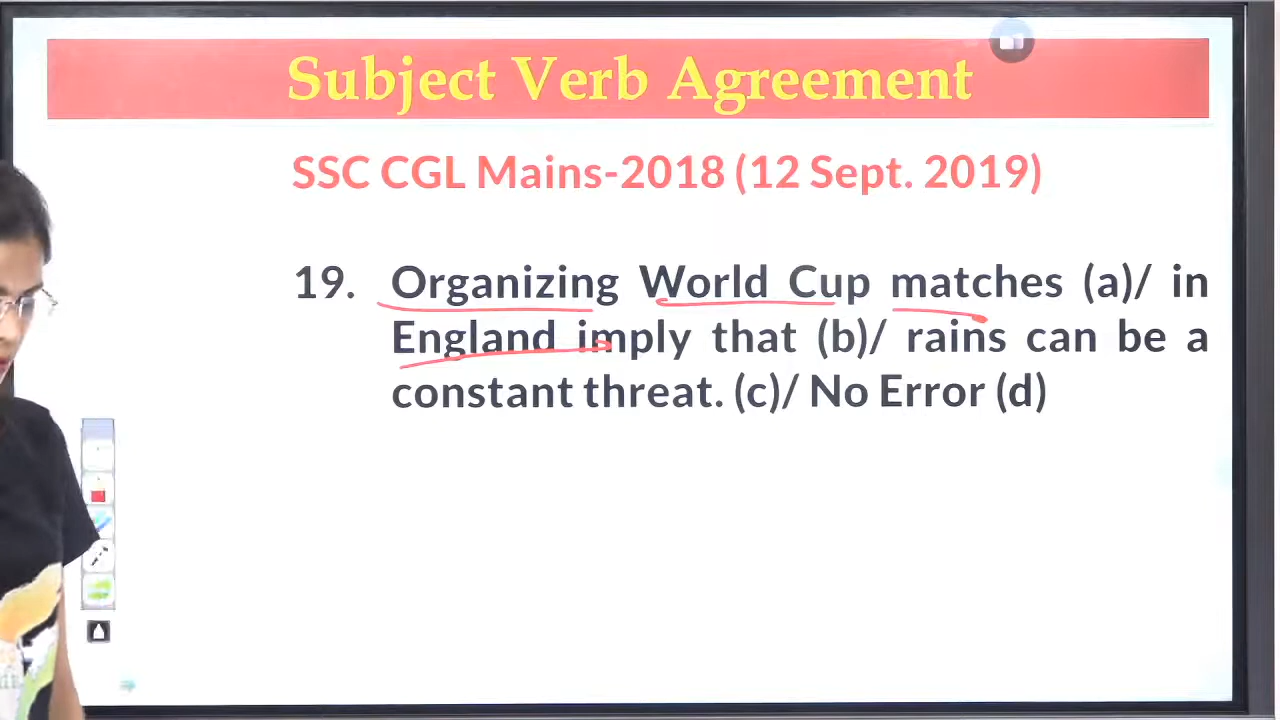 Subject Verb Agreement
SSC CGL Mains-2018 (12 Sept. 2019)
19. Organizing World Cup matches (a)/ in
England imply that (b)/ rains can be a
constant threat. (c)/ No Error (d)